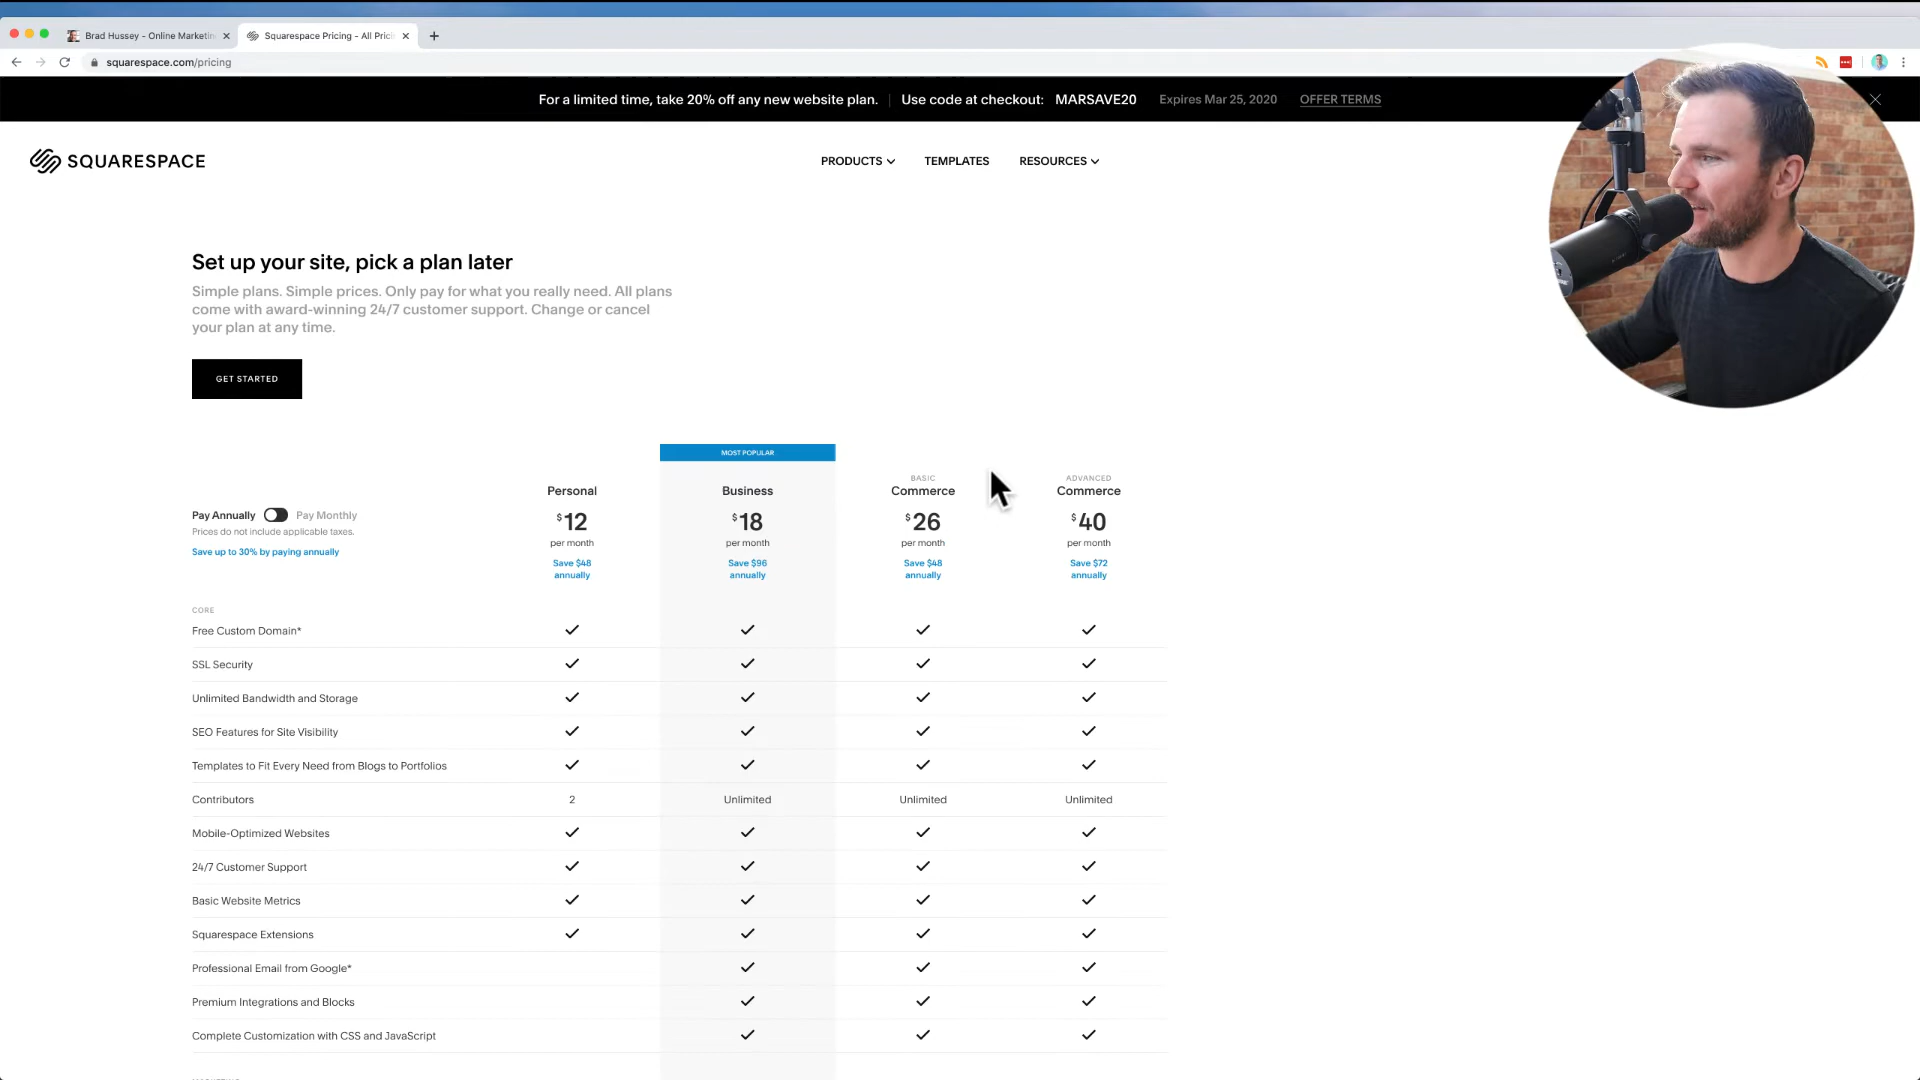 Brad Hussey - Online Marketin
Squarespace Pricing - All Prici
squarespace.com/pricing
For a limited time, take 20% off any new website plan. Use code at checkout: MARSAVE20 Expires Mar 25, 2020 OFFER TERMS
SQUARESPACE
PRODUCTS TEMPLATES RESOURCES
Set up your site, pick a plan later
Simple plans. Simple prices. Only pay for what you really need. All plans
come with award-winning 24/7 customer support. Change or cancel
your plan at any time.
GET STARTED
MOST POPULAR
BASIC ADVANCED
Personal Business Commerce Commerce
Pay Annually Pay Monthly
$12 $18 $26 $40
Prices do not include applicable taxes.
per month per month per month per month
Save up to 30% by paying annually
Save $48 Save $96 Save $48 Save $72
annually annually annually annually
CORE
Free Custom Domain*
SSL Security
Unlimited Bandwidth and Storage
SEO Features for Site Visibility
Templates to Fit Every Need from Blogs to Portfolios
Contributors 2 Unlimited Unlimited Unlimited
Mobile-Optimized Websites
24/7 Customer Support
Basic Website Metrics
Squarespace Extensions
Professional Email from Google*
Premium Integrations and Blocks
Complete Customization with CSS and JavaScript